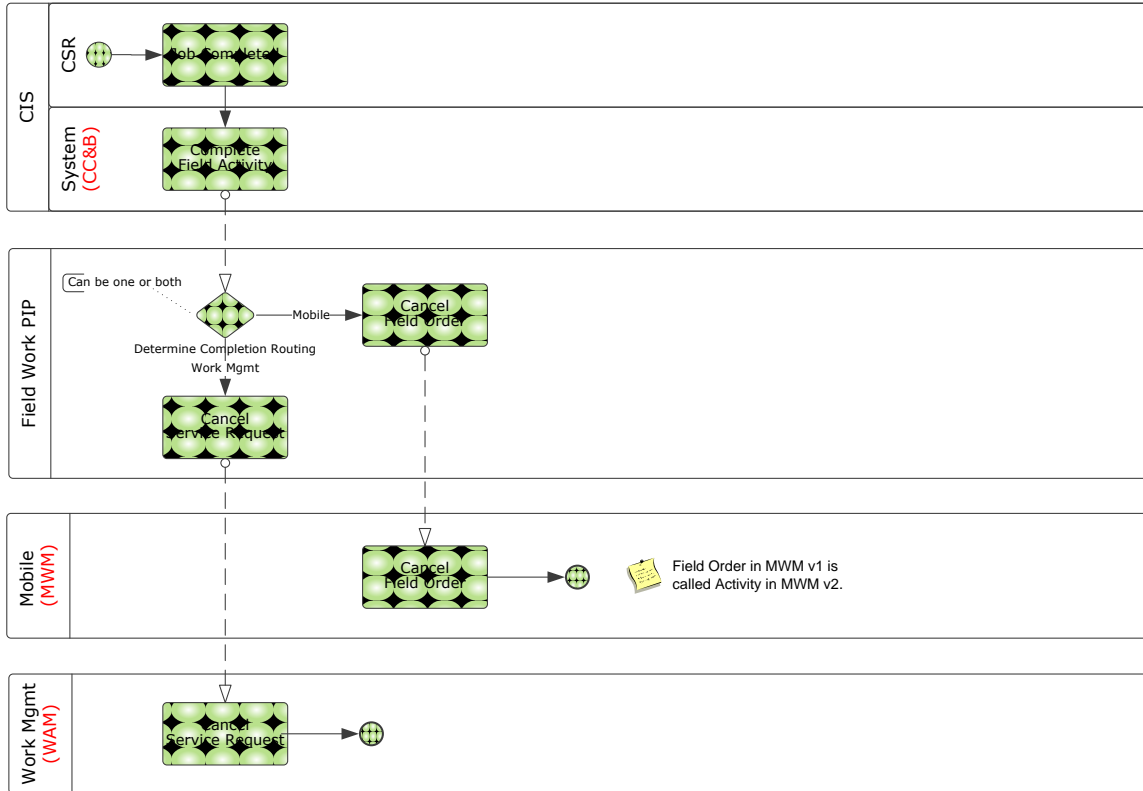 CIS
CSR
Job Completed
System
(CC&B)
Complete
Field Activity
Field Work PIP
Can be one or both
Mobile
Cancel
Field Order
Determine Completion Routing
Work Mgmt
Cancel
Service Request
Mobile
(MWM)
Cancel
Field Order
Field Order in MWM v1 is
called Activity in MWM v2.
Work Mgmt
(WAM)
Cancel
Service Request